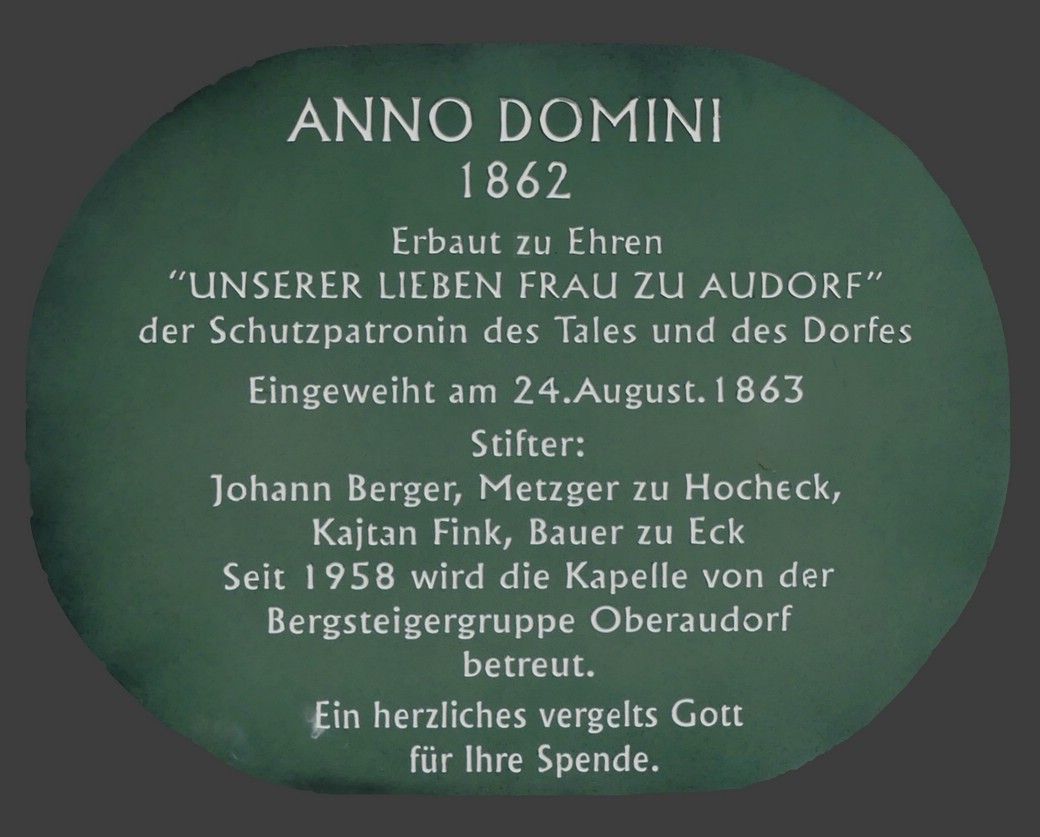 ANNO DOMINI
1862
Erbaut zu Ehren
“UNSERER LIEBEN FRAU ZU AUDORF”
der Schutzpatronin des Tales und des Dorfes
Eingeweiht am 24.August.1863
Stifter:
Johann Berger, Metzger zu Hocheck,
Kajtan Fink, Bauer zu Eck
Seit 1958 wird die Kapelle von der
Bergsteigergruppe Oberaudorf
betreut.
Ein herzliches vergelts Gott
für Ihre Spende.